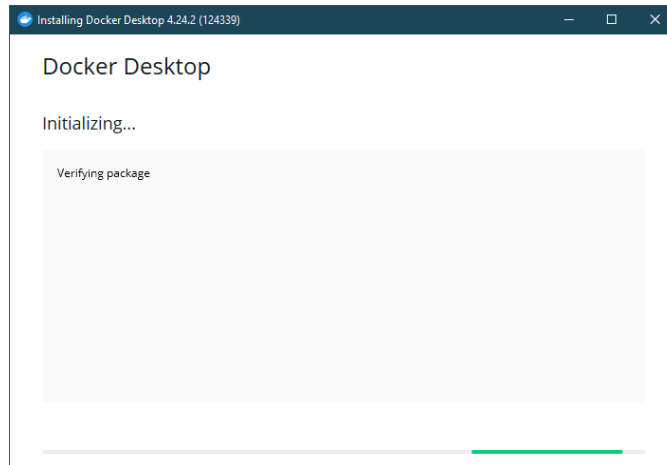 Installing Docker Desktop 4.24.2 (124339)
Docker Desktop
Initializing...
Verifying package